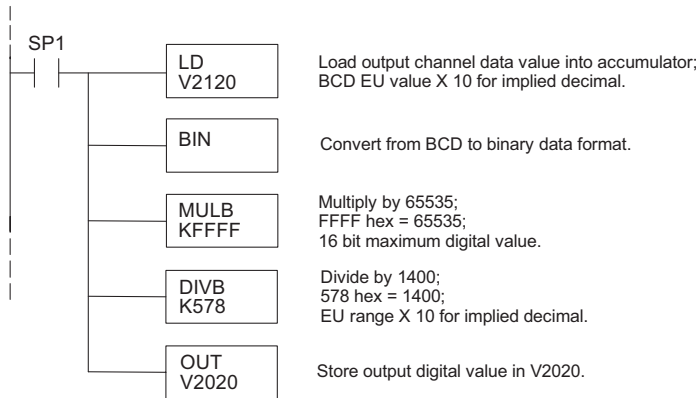 SP1
LD
V2120
Load output channel data value into accumulator;
BCD EU value X 10 for implied decimal.
BIN
Convert from BCD to binary data format.
MULB
KFFFF
Multiply by 65535;
FFFF hex = 65535;
16 bit maximum digital value.
DIVB
K578
Divide by 1400;
578 hex = 1400;
EU range X 10 for implied decimal.
OUT
V2020
Store output digital value in V2020.